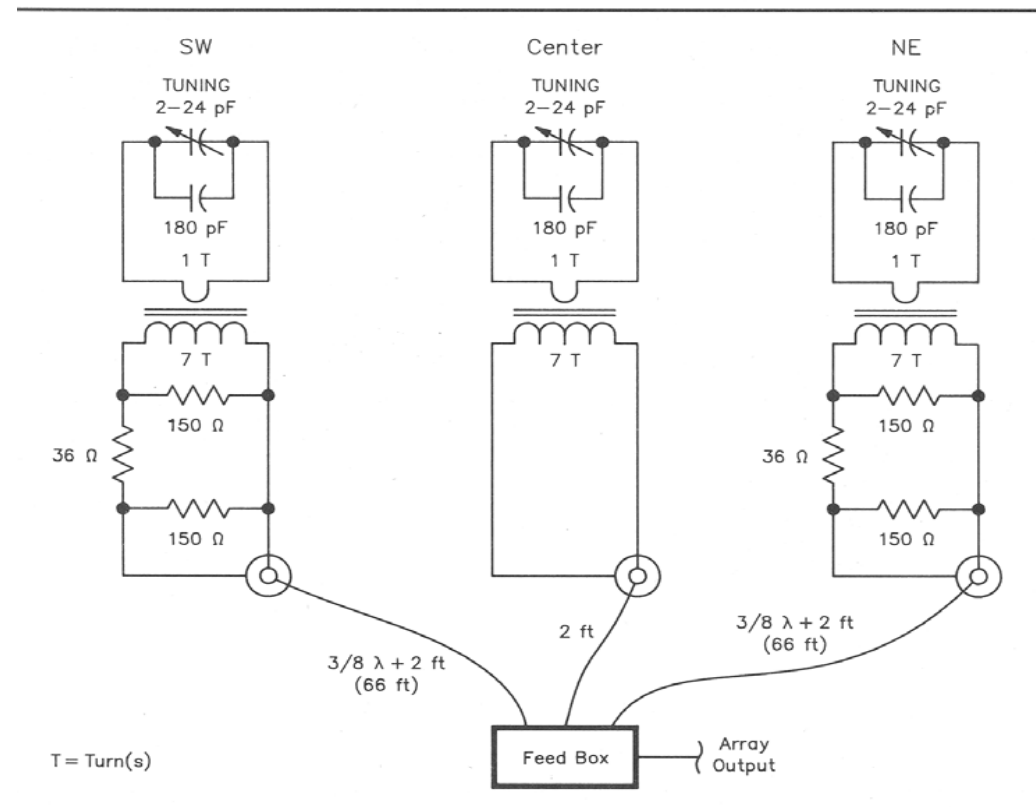 SW
Center
NE
TUNING
2–24 pF
TUNING
2–24 pF
TUNING
2–24 pF
180 pF
180 pF
180 pF
1 T
1 T
1 T
7 T
7 T
7 T
150 Ω
150 Ω
36 Ω
36 Ω
150 Ω
150 Ω
3/8 λ + 2 ft
(66 ft)
2 ft
3/8 λ + 2 ft
(66 ft)
T = Turn(s)
Feed Box
Array
Output